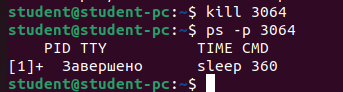 student@student-pc:~$ kill 3064
student@student-pc:~$ ps -p 3064
    PID TTY          TIME CMD
[1]+  Завершено      sleep 360
student@student-pc:~$